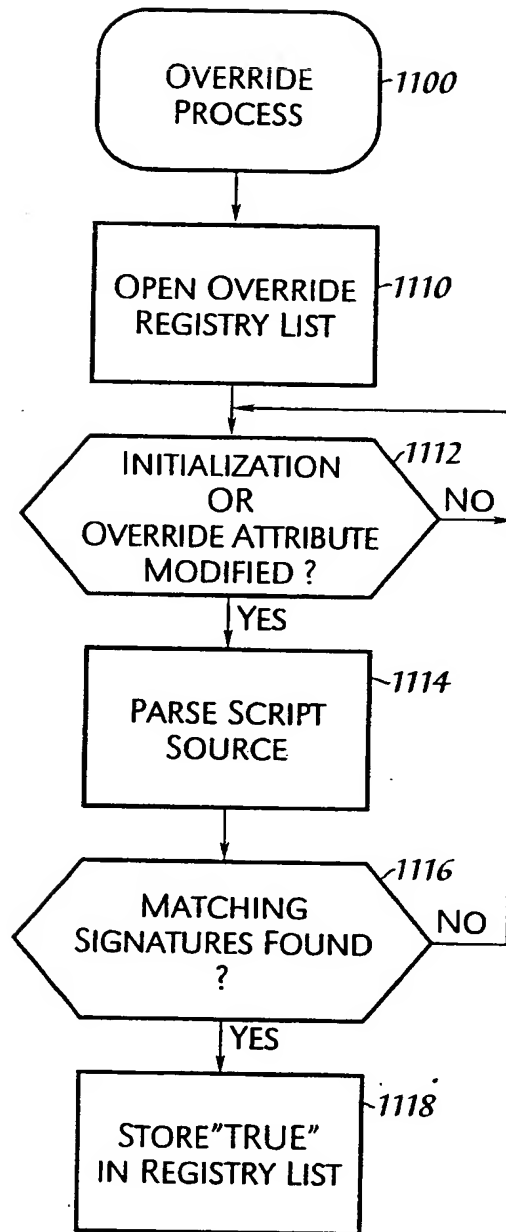 OVERRIDE
PROCESS
1100
OPEN OVERRIDE
REGISTRY LIST
1110
INITIALIZATION
OR
OVERRIDE ATTRIBUTE
MODIFIED ?
1112
NO
YES
PARSE SCRIPT
SOURCE
1114
MATCHING
SIGNATURES FOUND
?
1116
NO
YES
STORE"TRUE"
IN REGISTRY LIST
1118